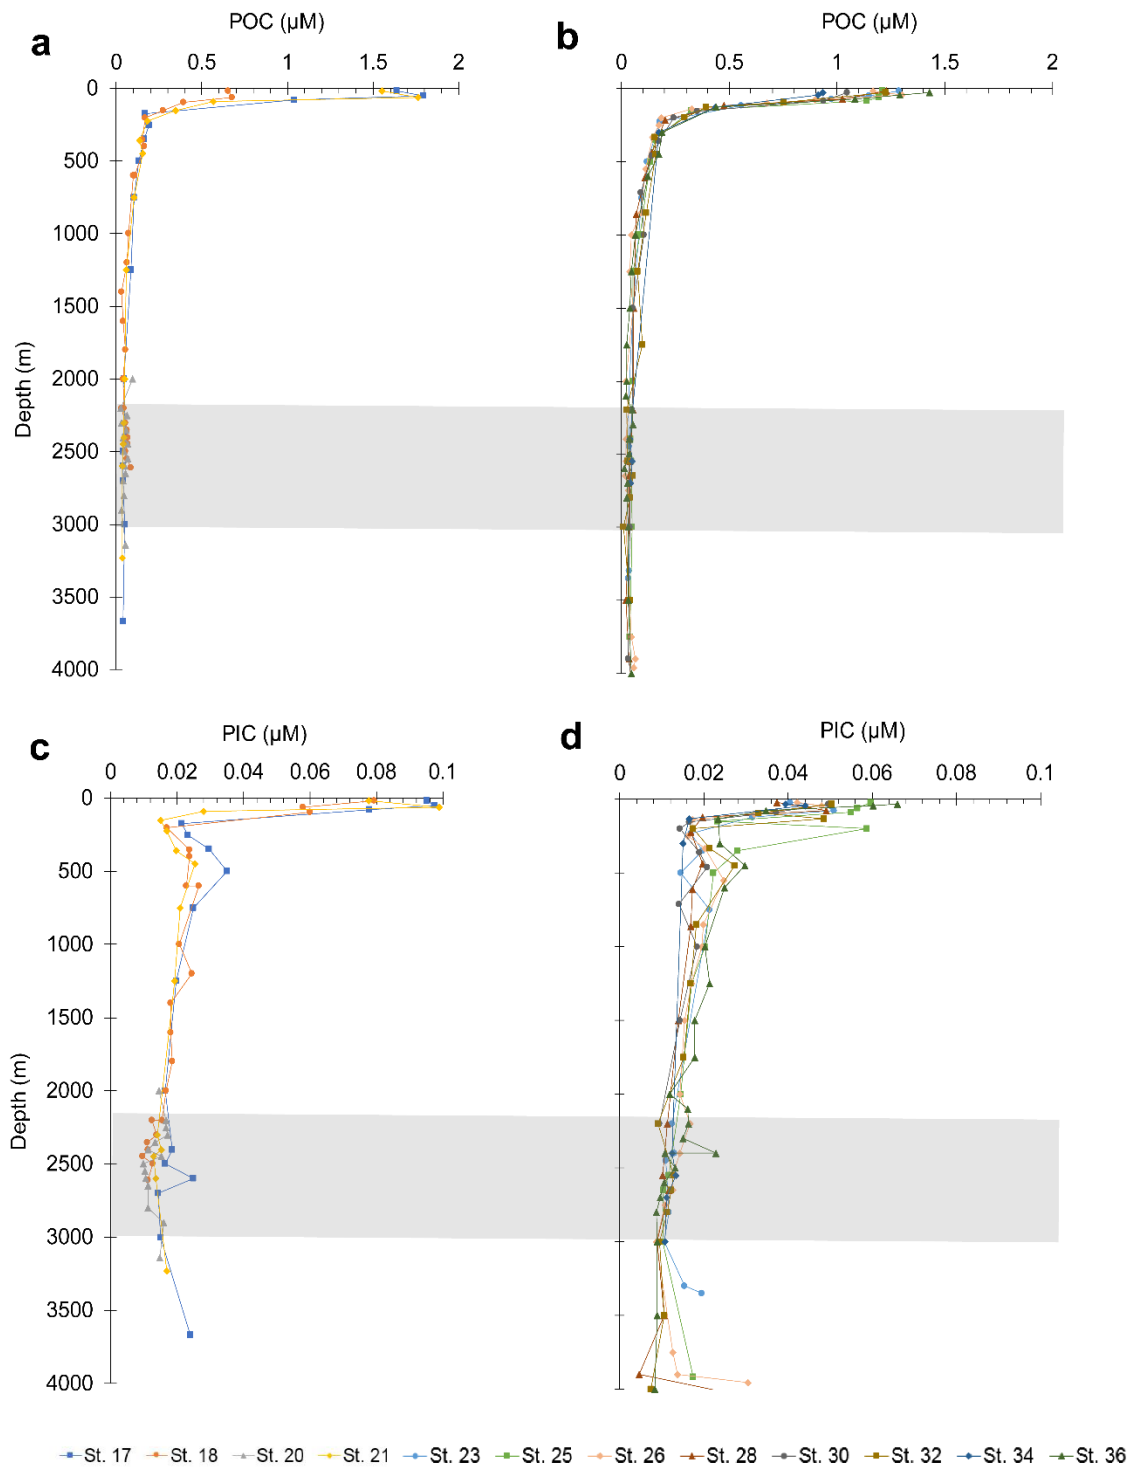 a
POC (µM)
0 0.5 1 1.5 2
Depth (m)
0
500
1000
1500
2000
2500
3000
3500
4000
b
POC (µM)
0 0.5 1 1.5 2
c
PIC (µM)
0 0.02 0.04 0.06 0.08 0.1
Depth (m)
0
500
1000
1500
2000
2500
3000
3500
4000
d
PIC (µM)
0 0.02 0.04 0.06 0.08 0.1
St. 17 St. 18 St. 20 St. 21 St. 23 St. 25 St. 26 St. 28 St. 30 St. 32 St. 34 St. 36